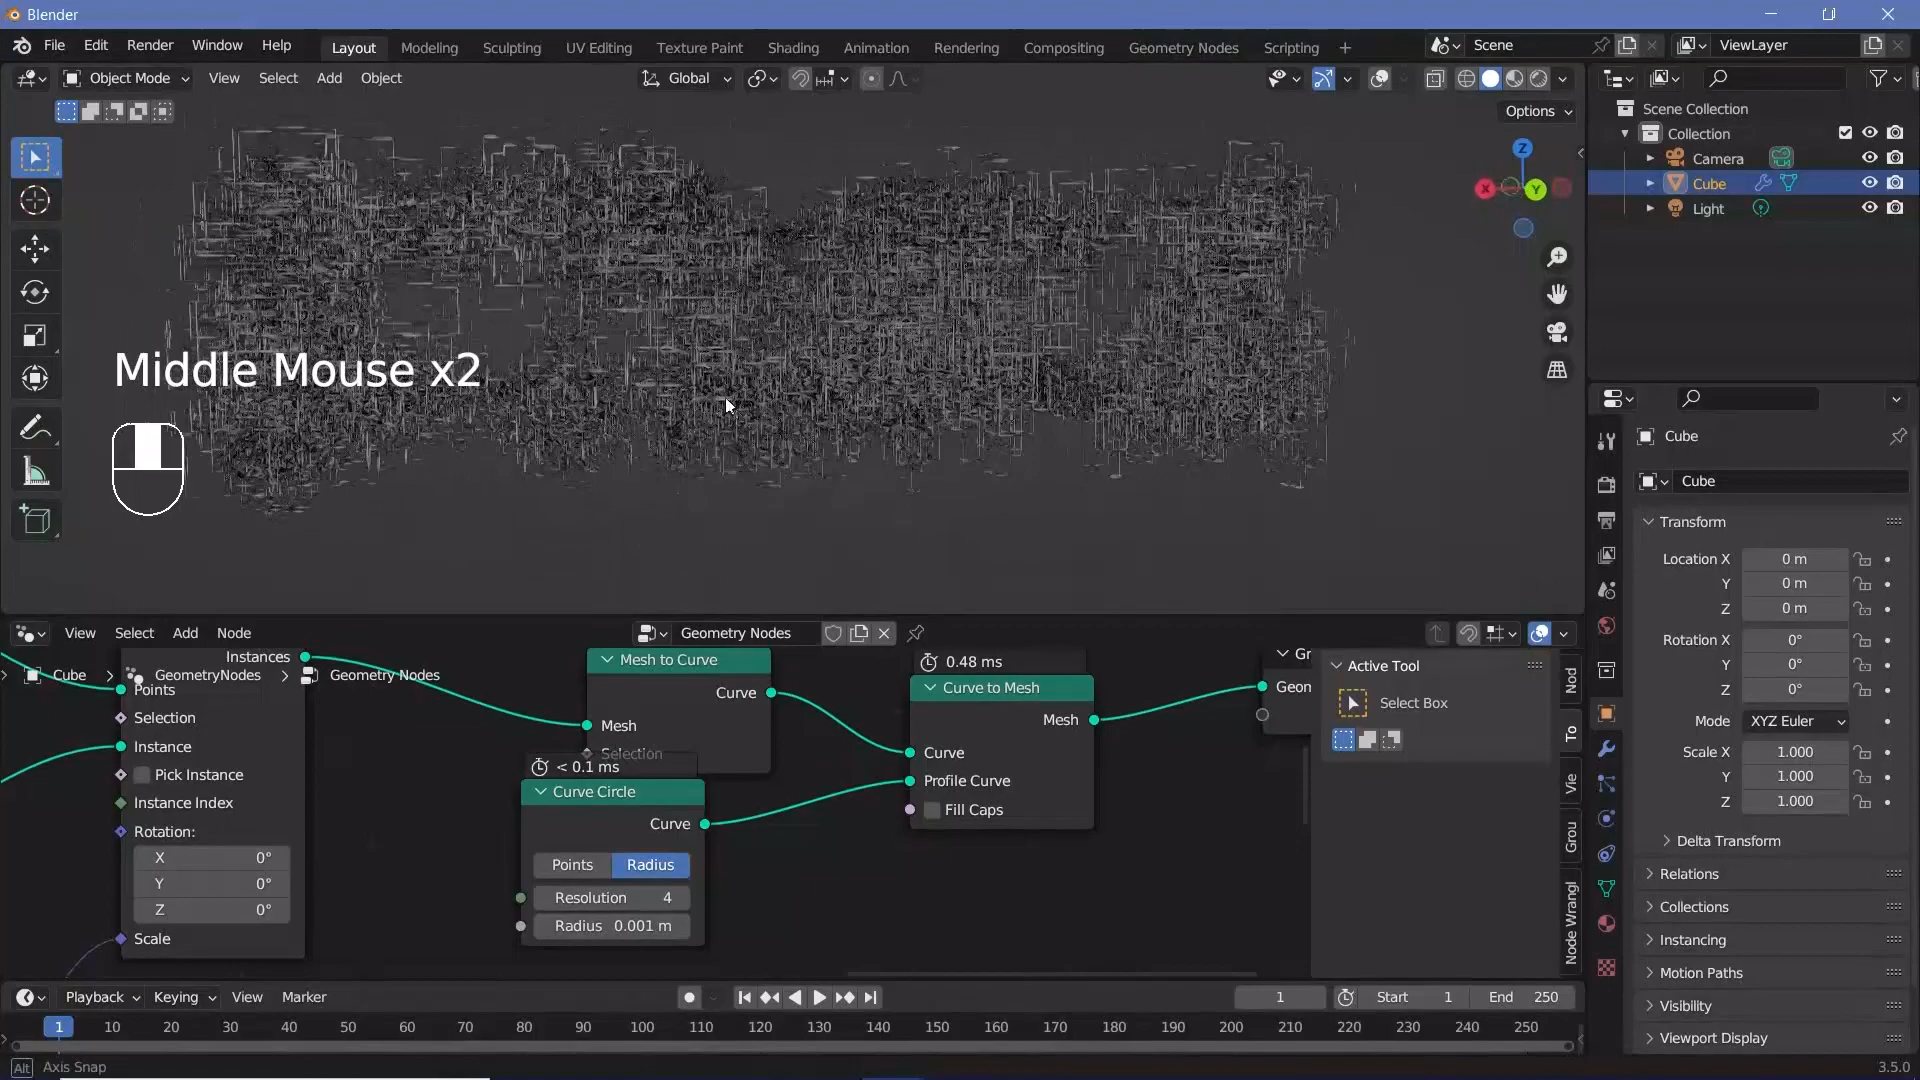 Blender
File Edit Render Window Help Layout Modeling Sculpting UV Editing Texture Paint Shading Animation Rendering Compositing Geometry Nodes Scripting + Scene ViewLayer
Object Mode View Select Add Object Global
Options
Scene Collection
Collection
Camera
Cube
Light
Z
X
Y
Middle Mouse x2
Cube
Cube
Transform
Location X 0 m
Y 0 m
Z 0 m
Rotation X 0°
Y 0°
Z 0°
Mode XYZ Euler
Scale X 1.000
Y 1.000
Z 1.000
Delta Transform
Relations
Collections
Instancing
Motion Paths
Visibility
Viewport Display
View Select Add Node Geometry Nodes
Cube > GeometryNodes > Geometry Nodes
Instances
Points
Selection
Instance
Pick Instance
Instance Index
Rotation:
X 0°
Y 0°
Z 0°
Scale
Mesh to Curve
Curve
Mesh
Selection
< 0.1 ms
Curve Circle
Curve
Points Radius
Resolution 4
Radius 0.001 m
0.48 ms
Curve to Mesh
Mesh
Curve
Profile Curve
Fill Caps
Gr
Geon
Active Tool
Select Box
Nod
To
Vie
Grou
Node Wrangl
Playback Keying View Marker 1 Start 1 End 250
1 10 20 30 40 50 60 70 80 90 100 110 120 130 140 150 160 170 180 190 200 210 220 230 240 250
Alt Axis Snap
3.5.0